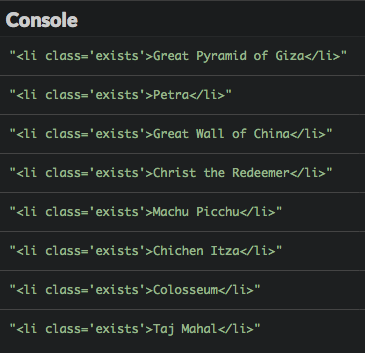 Console
"<li class='exists'>Great Pyramid of Giza</li>"
"<li class='exists'>Petra</li>"
"<li class='exists'>Great Wall of China</li>"
"<li class='exists'>Christ the Redeemer</li>"
"<li class='exists'>Machu Picchu</li>"
"<li class='exists'>Chichen Itza</li>"
"<li class='exists'>Colosseum</li>"
"<li class='exists'>Taj Mahal</li>"